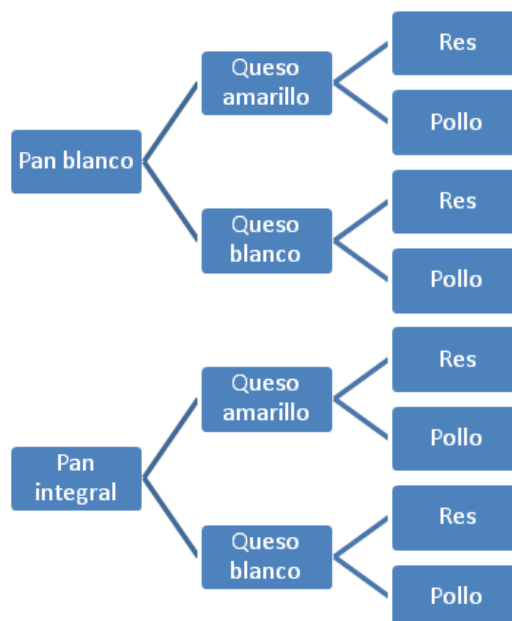 Res
Queso
amarillo
Pollo
Pan blanco
Res
Queso
blanco
Pollo
Res
Queso
amarillo
Pollo
Pan
integral
Res
Queso
blanco
Pollo